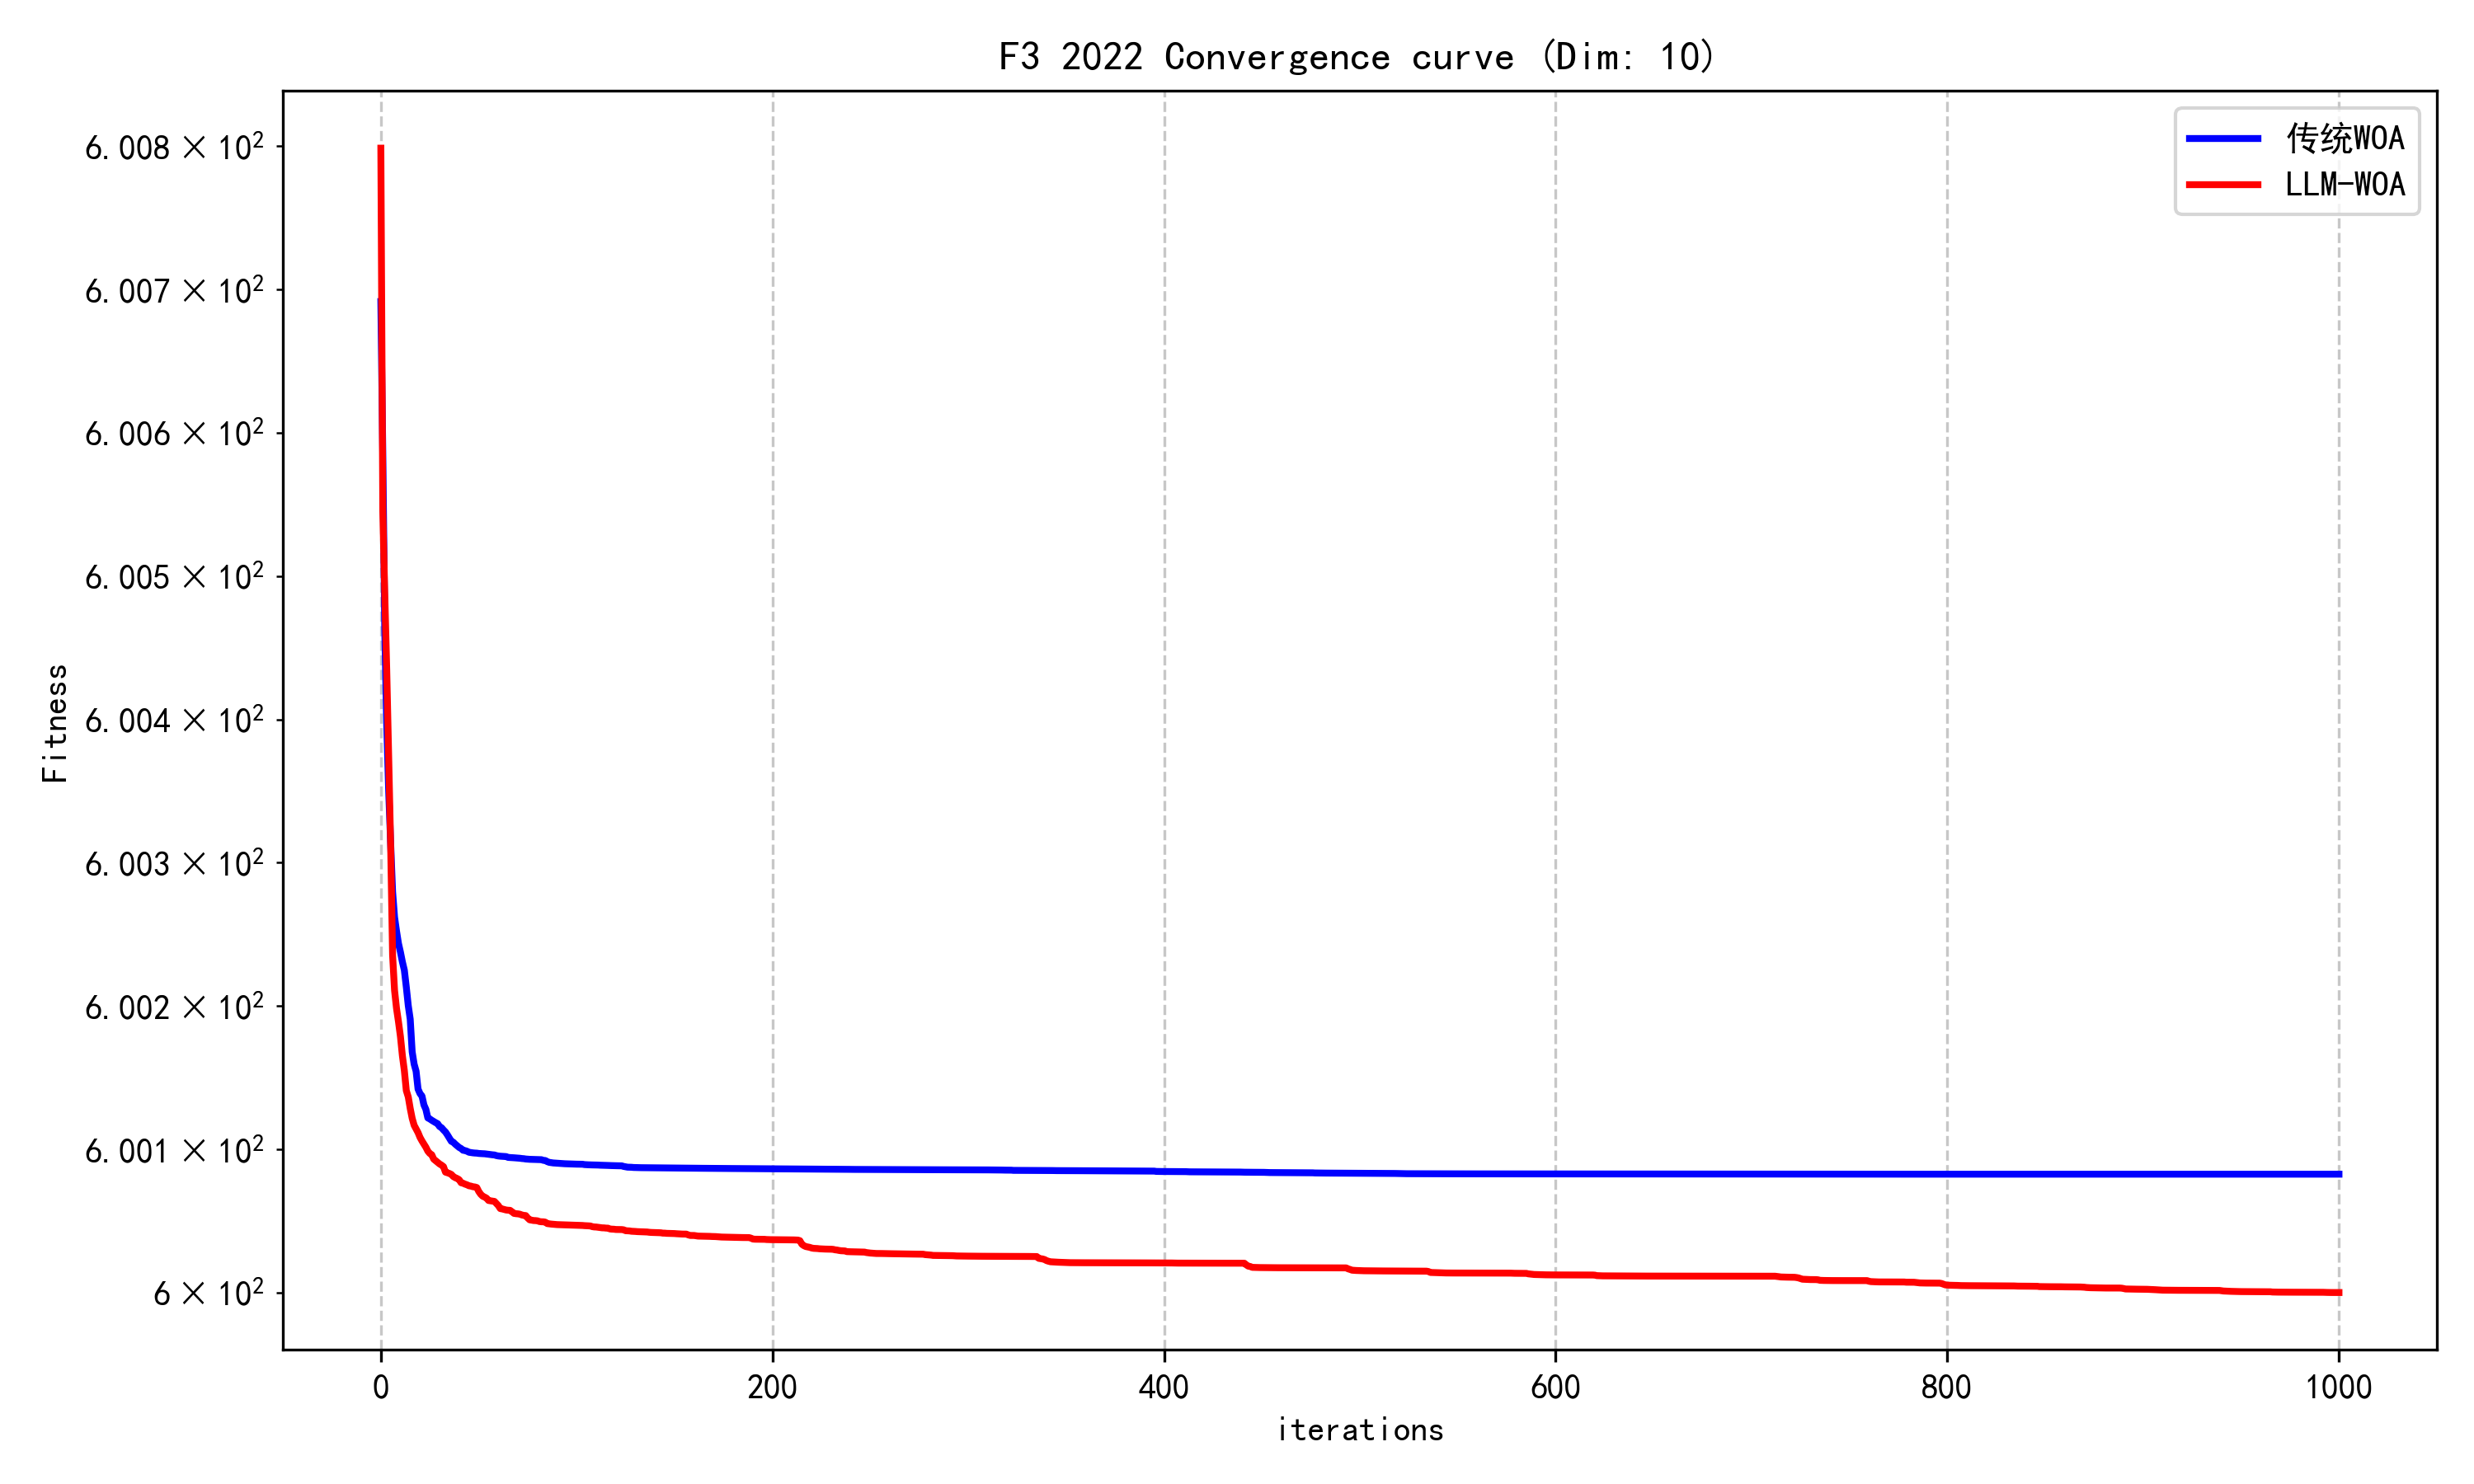 F3 2022 Convergence curve (Dim: 10)
传统WOA
LLM-WOA
6.008×10²
6.007×10²
6.006×10²
6.005×10²
6.004×10²
6.003×10²
6.002×10²
6.001×10²
6×10²
Fitness
0 200 400 600 800 1000
iterations